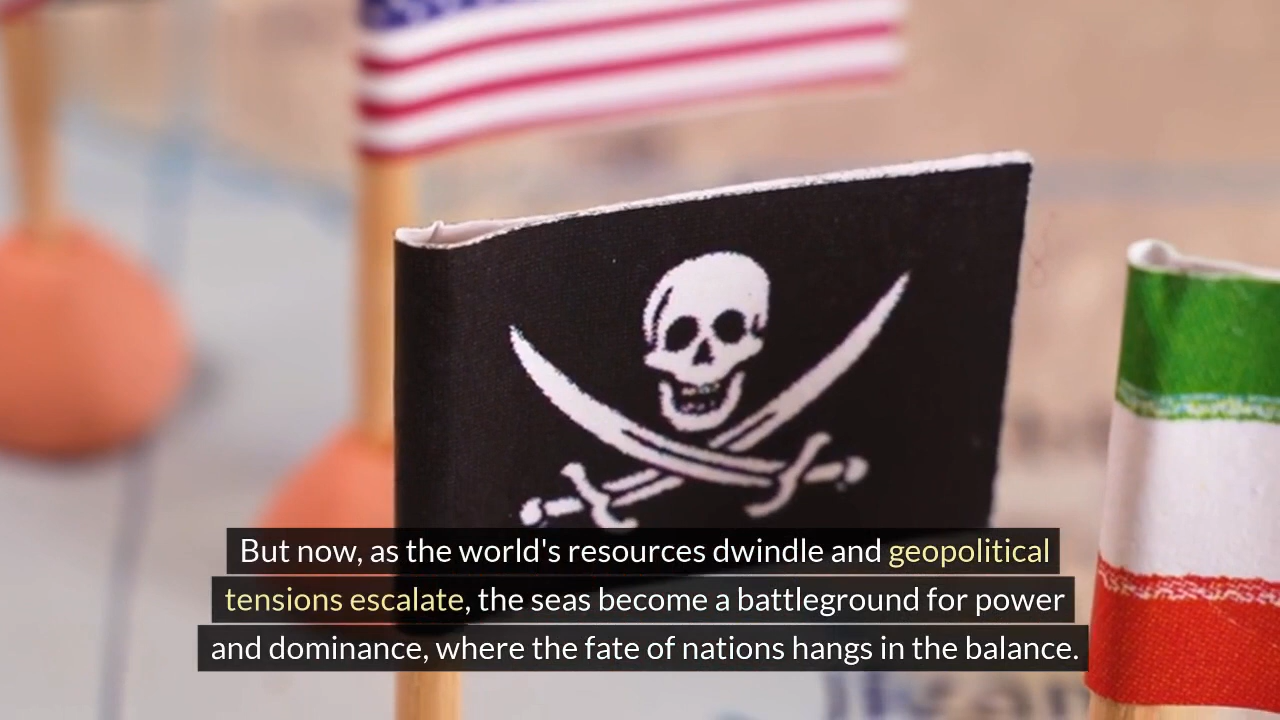 But now, as the world's resources dwindle and geopolitical
tensions escalate, the seas become a battleground for power
and dominance, where the fate of nations hangs in the balance.